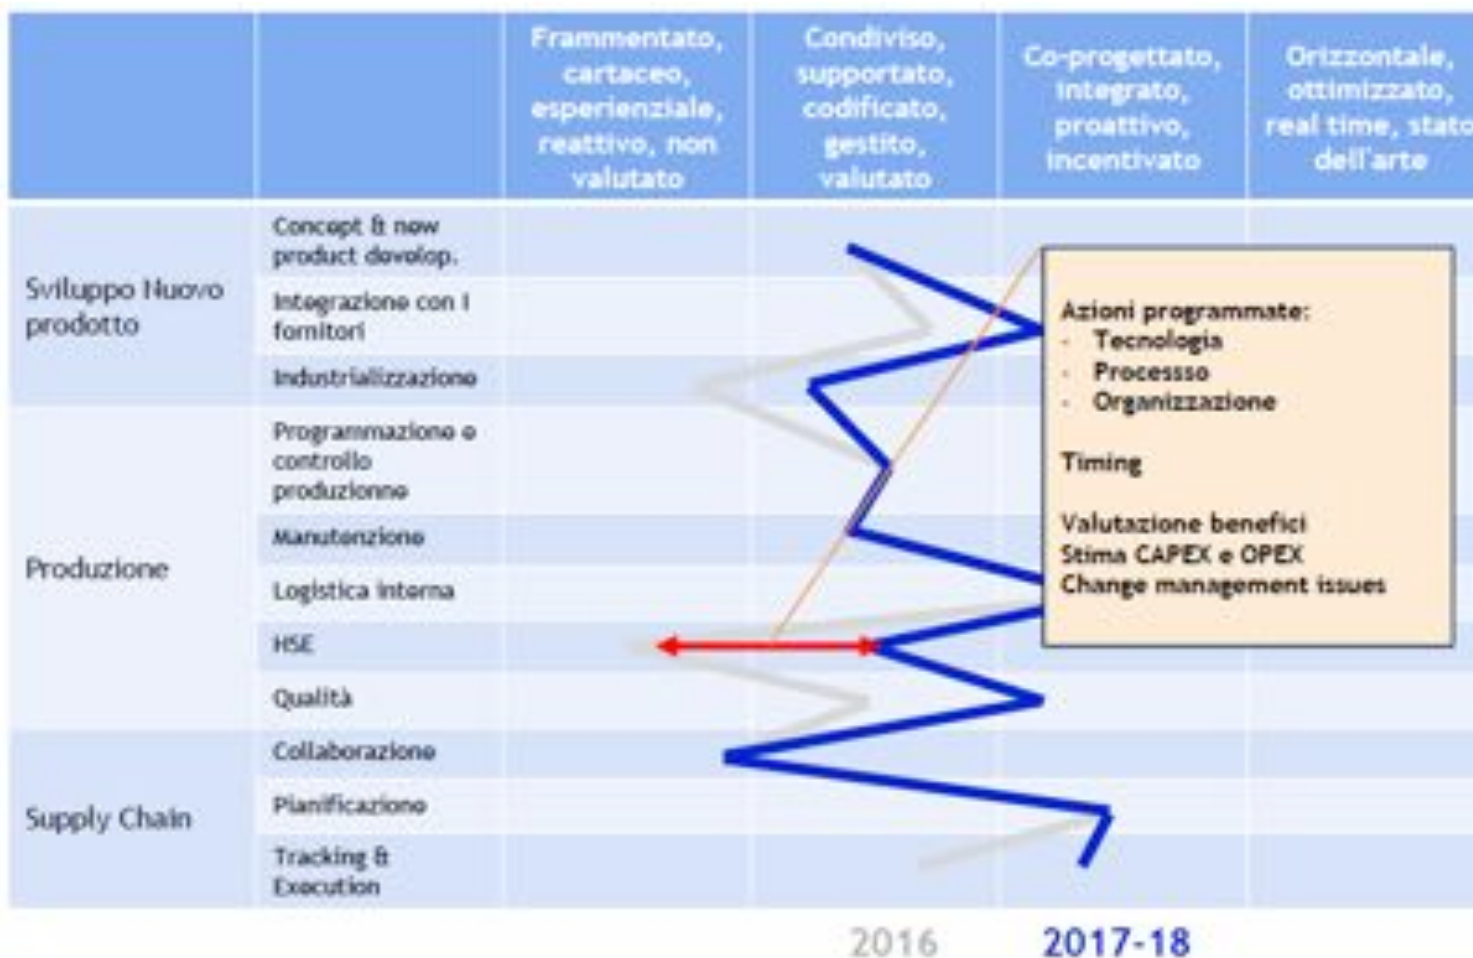 Frammentato,
cartaceo,
esperienziale,
reattivo, non
valutato
Condiviso,
supportato,
codificato,
gestito,
valutato
Co-progettato,
integrato,
proattivo,
incentivato
Orizzontale,
ottimizzato,
real time, stato
dell'arte
Sviluppo Nuovo
prodotto
Concept & new
product develop.
Integrazione con i
fornitori
Industrializzazione
Produzione
Programmazione e
controllo
produzionne
Manutenzione
Logistica interna
HSE
Qualità
Supply Chain
Collaborazione
Pianificazione
Tracking &
Execution
Azioni programmate:
- Tecnologia
- Processso
- Organizzazione
Timing
Valutazione benefici
Stima CAPEX e OPEX
Change management issues
2016
2017-18